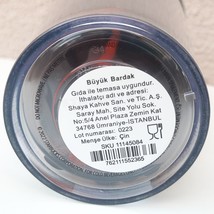 Büyük Bardak
Gıda ile temasa uygundur.
İthalatçı adı ve adresi:
Shaya Kahve San. ve Tic. A.Ş.
Saray Mah, Site Yolu Sok.
No:5/4 Anel Plaza Zemin Kat
34768 Ümraniye-İSTANBUL
Lot numarası: 0223
Menşe Ülke: Çin
SKU 11145084
762111552365